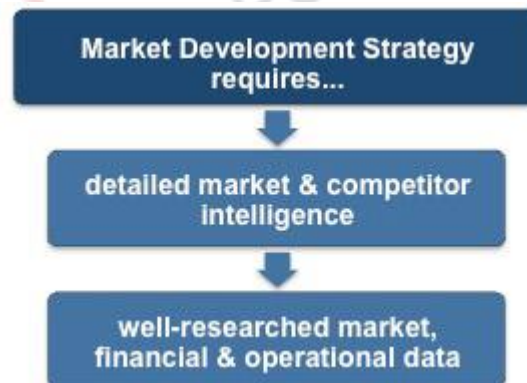 Market Development Strategy
requires...
detailed market & competitor
intelligence
well-researched market,
financial & operational data